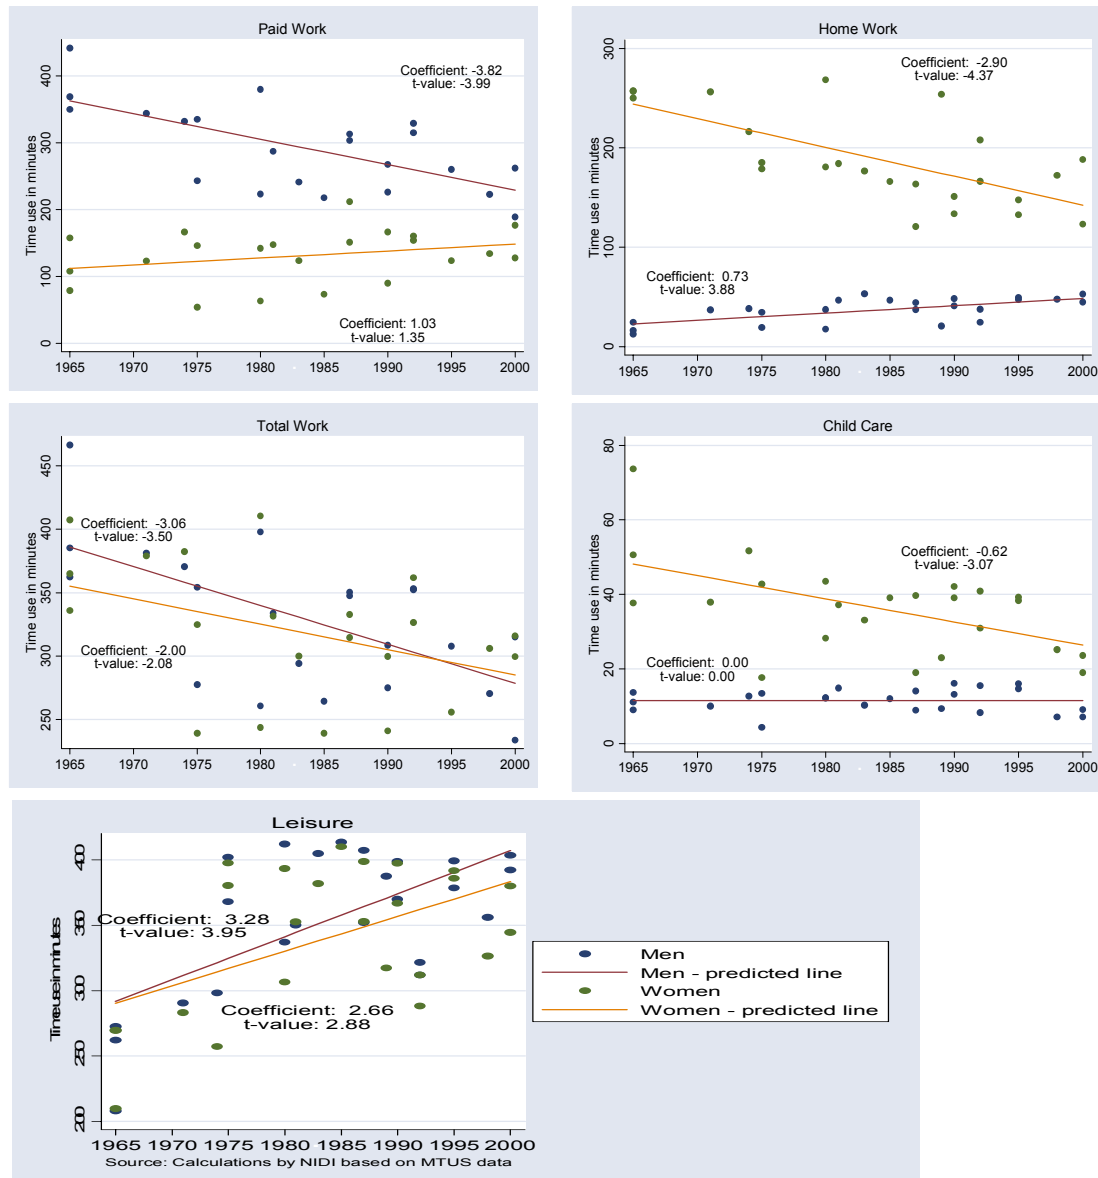 Paid Work
Coefficient: -3.82
t-value: -3.99
Coefficient: 1.03
t-value: 1.35
Time use in minutes
0
100
200
300
400
1965 1970 1975 1980 1985 1990 1995 2000
Home Work
Coefficient: -2.90
t-value: -4.37
Coefficient: 0.73
t-value: 3.88
Time use in minutes
0
100
200
300
1965 1970 1975 1980 1985 1990 1995 2000
Total Work
Coefficient: -3.06
t-value: -3.50
Coefficient: -2.00
t-value: -2.08
Time use in minutes
250
300
350
400
450
1965 1970 1975 1980 1985 1990 1995 2000
Child Care
Coefficient: -0.62
t-value: -3.07
Coefficient: 0.00
t-value: 0.00
Time use in minutes
0
20
40
60
80
1965 1970 1975 1980 1985 1990 1995 2000
Leisure
Coefficient: 3.28
t-value: 3.95
Coefficient: 2.66
t-value: 2.88
Time use in minutes
200
250
300
350
400
1965 1970 1975 1980 1985 1990 1995 2000
Source: Calculations by NIDI based on MTUS data
Men
Men - predicted line
Women
Women - predicted line